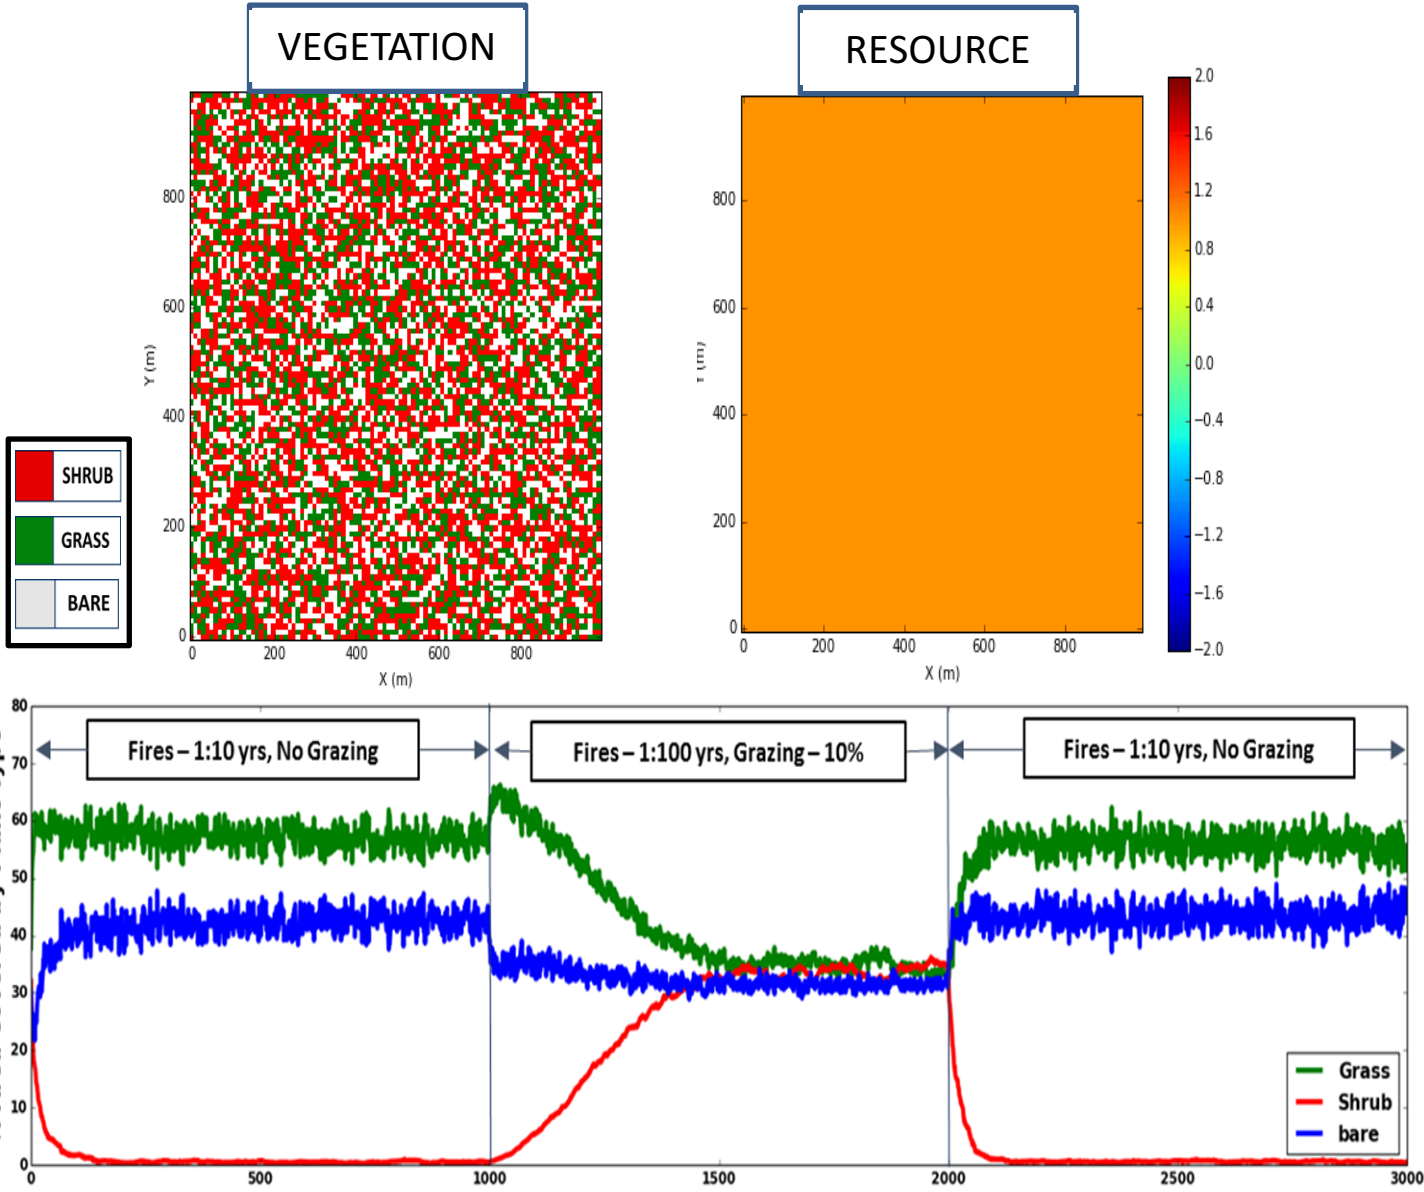 VEGETATION
RESOURCE
2.0
1.6
1.2
0.8
0.4
0.0
−0.4
−0.8
−1.2
−1.6
−2.0
800
600
400
200
0
Y (m)
0 200 400 600 800
X (m)
800
600
400
200
0
(m)
0 200 400 600 800
X (m)
SHRUB
GRASS
BARE
80
70
60
50
40
30
20
10
0
Fires – 1:10 yrs, No Grazing
Fires – 1:100 yrs, Grazing – 10%
Fires – 1:10 yrs, No Grazing
Grass
Shrub
bare
0 500 1000 1500 2000 2500 3000